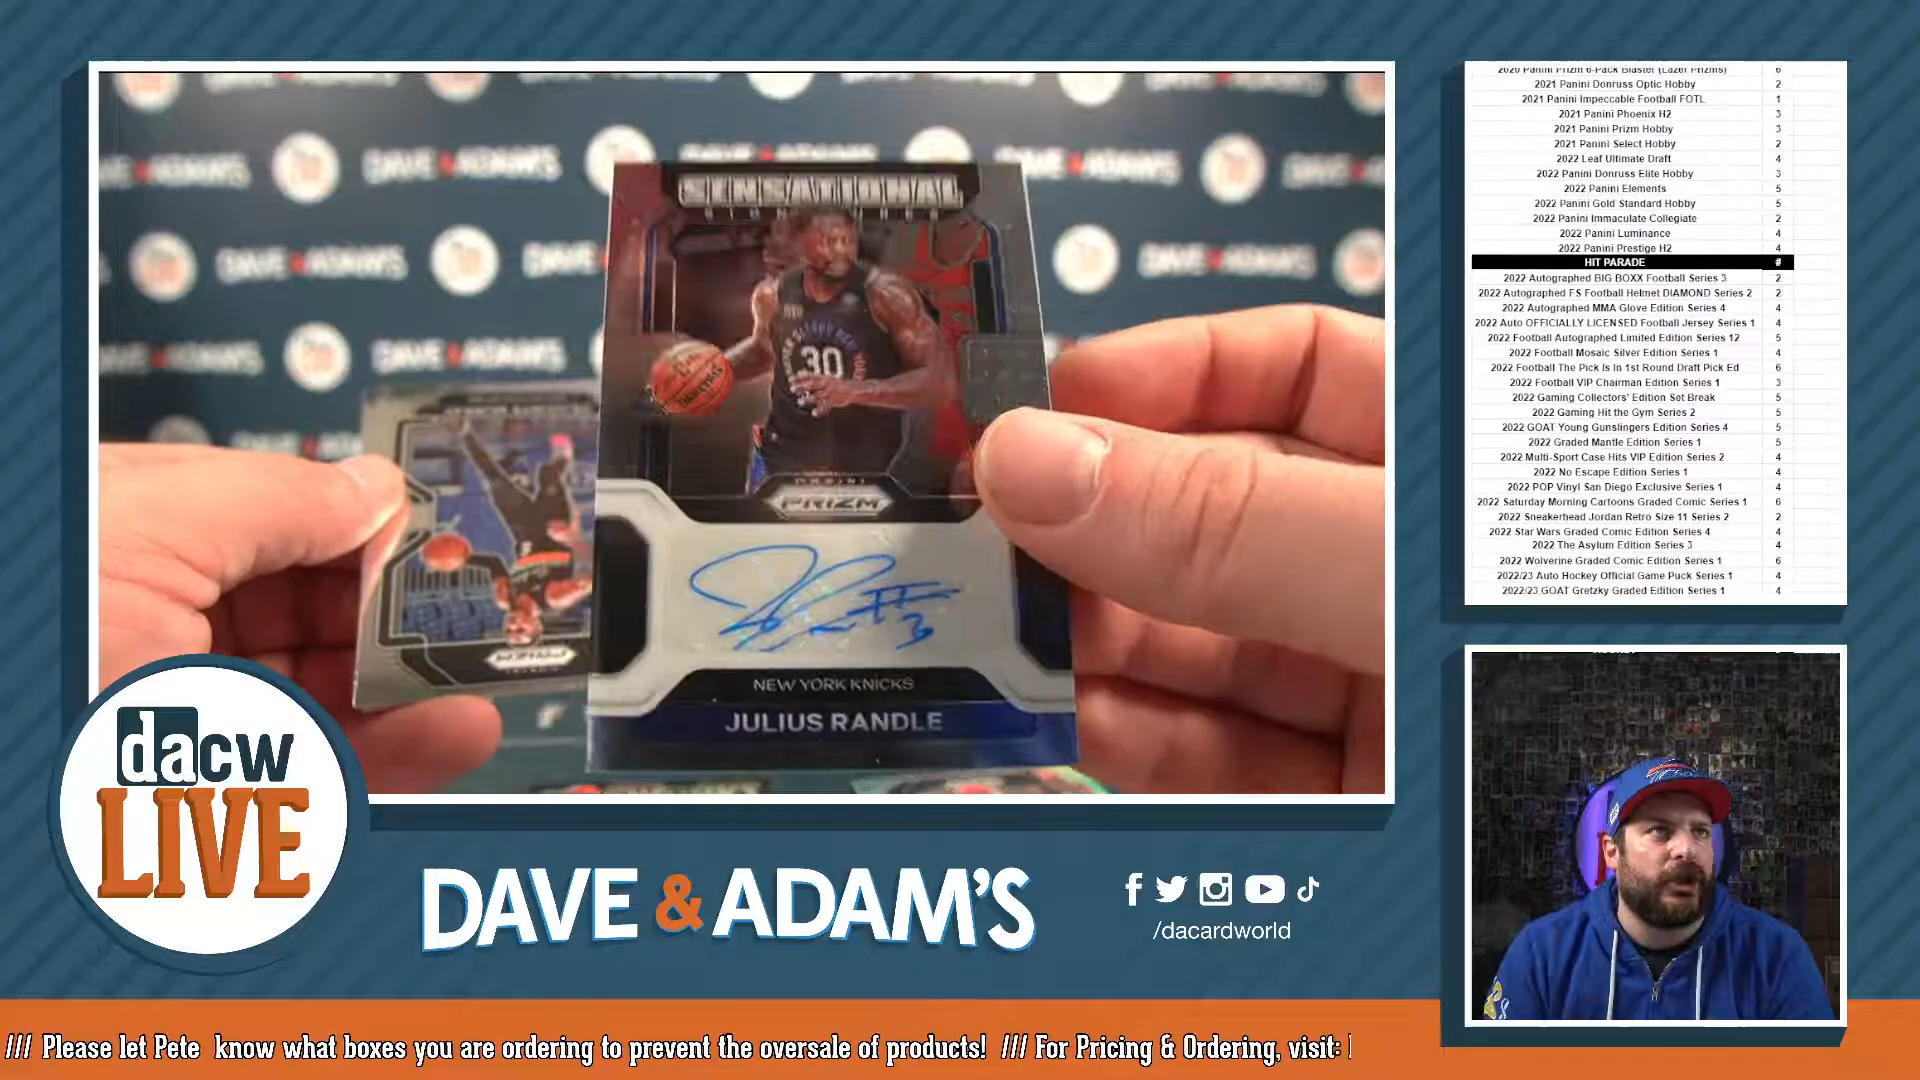 DAVE & ADAM'S
SENSATIONAL
30
PANINI
PRIZM
NEW YORK KNICKS
JULIUS RANDLE
PRIZM
2020 Panini Prizm 6-Pack Blaster (Lazer Prizms) 6
2021 Panini Donruss Optic Hobby 2
2021 Panini Impeccable Football FOTL 1
2021 Panini Phoenix H2 3
2021 Panini Prizm Hobby 3
2021 Panini Select Hobby 2
2022 Leaf Ultimate Draft 4
2022 Panini Donruss Elite Hobby 3
2022 Panini Elements 5
2022 Panini Gold Standard Hobby 5
2022 Panini Immaculate Collegiate 2
2022 Panini Luminance 4
2022 Panini Prestige H2 4
HIT PARADE #
2022 Autographed BIG BOXX Football Series 3 2
2022 Autographed FS Football Helmet DIAMOND Series 2 2
2022 Autographed MMA Glove Edition Series 4 4
2022 Auto OFFICIALLY LICENSED Football Jersey Series 1 4
2022 Football Autographed Limited Edition Series 12 5
2022 Football Mosaic Silver Edition Series 1 4
2022 Football The Pick Is In 1st Round Draft Pick Ed 6
2022 Football VIP Chairman Edition Series 1 3
2022 Gaming Collectors' Edition Set Break 5
2022 Gaming Hit the Gym Series 2 5
2022 GOAT Young Gunslingers Edition Series 4 5
2022 Graded Mantle Edition Series 1 5
2022 Multi-Sport Case Hits VIP Edition Series 2 4
2022 No Escape Edition Series 1 4
2022 POP Vinyl San Diego Exclusive Series 1 4
2022 Saturday Morning Cartoons Graded Comic Series 1 6
2022 Sneakerhead Jordan Retro Size 11 Series 2 2
2022 Star Wars Graded Comic Edition Series 4 4
2022 The Asylum Edition Series 3 4
2022 Wolverine Graded Comic Edition Series 1 6
2022/23 Auto Hockey Official Game Puck Series 1 4
2022/23 GOAT Gretzky Graded Edition Series 1 4
dacw
LIVE
DAVE & ADAM'S
/dacardworld
/// Please let Pete know what boxes you are ordering to prevent the oversale of products! /// For Pricing & Ordering, visit: